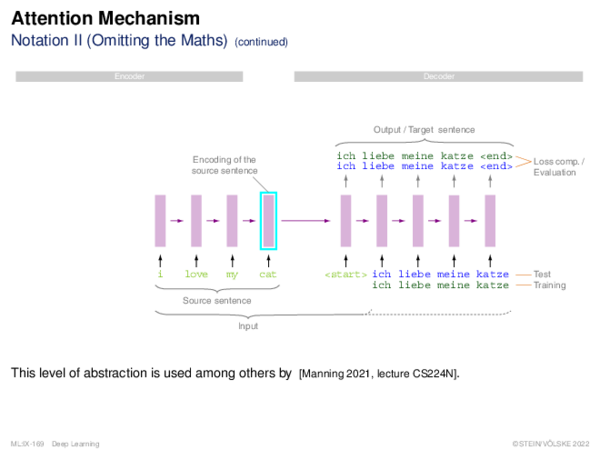 Attention Mechanism
Notation II (Omitting the Maths) (continued)
Encoder
Decoder
Output / Target sentence
Encoding of the
source sentence
ich liebe meine katze <end>
ich liebe meine katze <end>
Loss comp. /
Evaluation
i love my cat
<start> ich liebe meine katze
Test
ich liebe meine katze
Training
Source sentence
Input
This level of abstraction is used among others by [Manning 2021, lecture CS224N].
ML:IX-169 Deep Learning
©STEIN/VÖLSKE 2022